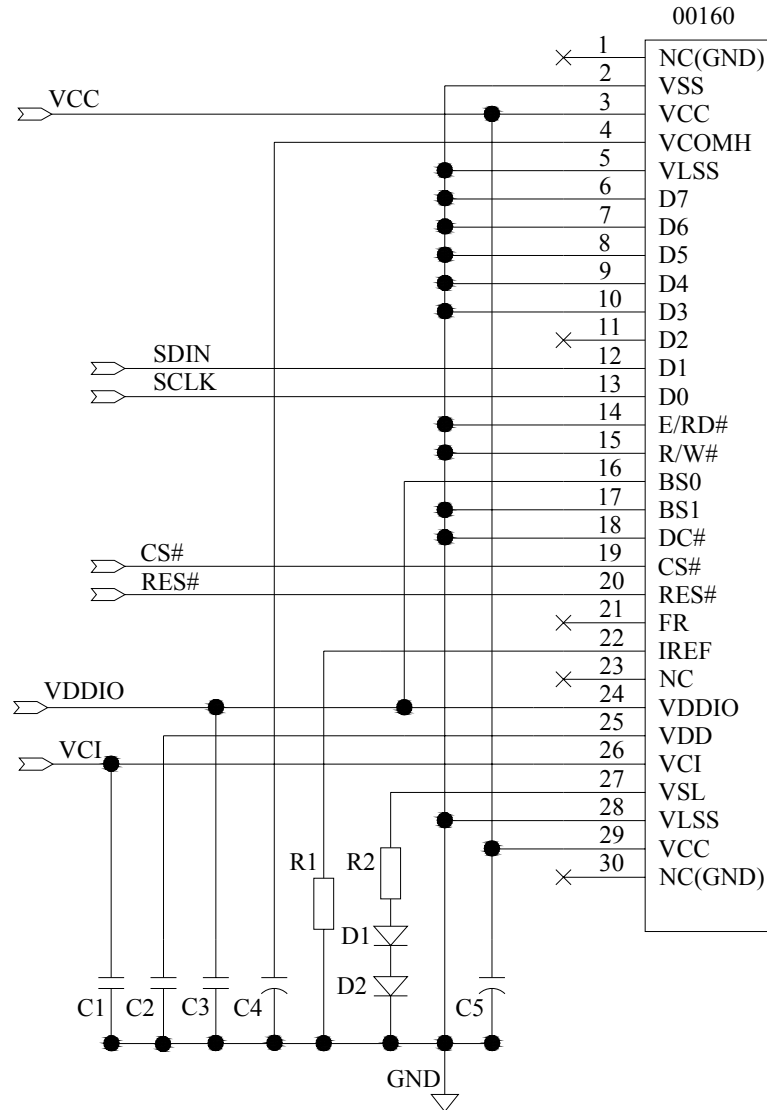 00160
1 NC(GND)
2 VSS
VCC 3 VCC
4 VCOMH
5 VLSS
6 D7
7 D6
8 D5
9 D4
10 D3
11 D2
SDIN 12 D1
SCLK 13 D0
14 E/RD#
15 R/W#
16 BS0
17 BS1
18 DC#
CS# 19 CS#
RES# 20 RES#
21 FR
22 IREF
23 NC
VDDIO 24 VDDIO
25 VDD
VCI 26 VCI
27 VSL
28 VLSS
29 VCC
R1 R2 30 NC(GND)
D1
D2
C1 C2 C3 C4 C5
GND